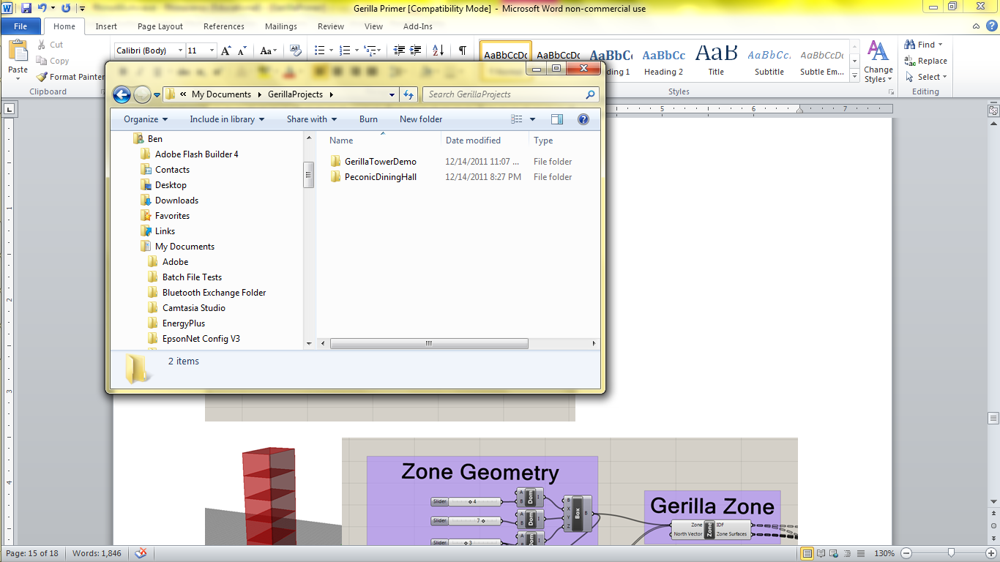 Gerilla Primer [Compatibility Mode] - Microsoft Word non-commercial use
File Home Insert Page Layout References Mailings Review View Add-Ins
Paste
Cut
Copy
Format Painter
Clipboard
Calibri (Body) 11
AaBbCcDc AaBbCcDc AaBbCc AaBbCc AaB AaBbCc. AaBbCcDc
Heading 2 Title Subtitle Subtle Em...
Change Styles
Styles
Find
Replace
Select
Editing
« My Documents GerillaProjects
Search GerillaProjects
Organize Include in library Share with Burn New folder
Ben
Adobe Flash Builder 4
Contacts
Desktop
Downloads
Favorites
Links
My Documents
Adobe
Batch File Tests
Bluetooth Exchange Folder
Camtasia Studio
EnergyPlus
EpsonNet Config V3
Name Date modified Type
GerillaTowerDemo 12/14/2011 11:07 ... File folder
PeconicDiningHall 12/14/2011 8:27 PM File folder
2 items
5 6 7
1
2
3
4
Zone Geometry
Slider 4
Slider 7
Slider 3
A B Dom I
A B Dom I
A B Dom I
B X Y Z Box B
Gerilla Zone
Zone IDF
North Vector Zone Zone Surfaces
Page: 15 of 18 Words: 1,846 130%